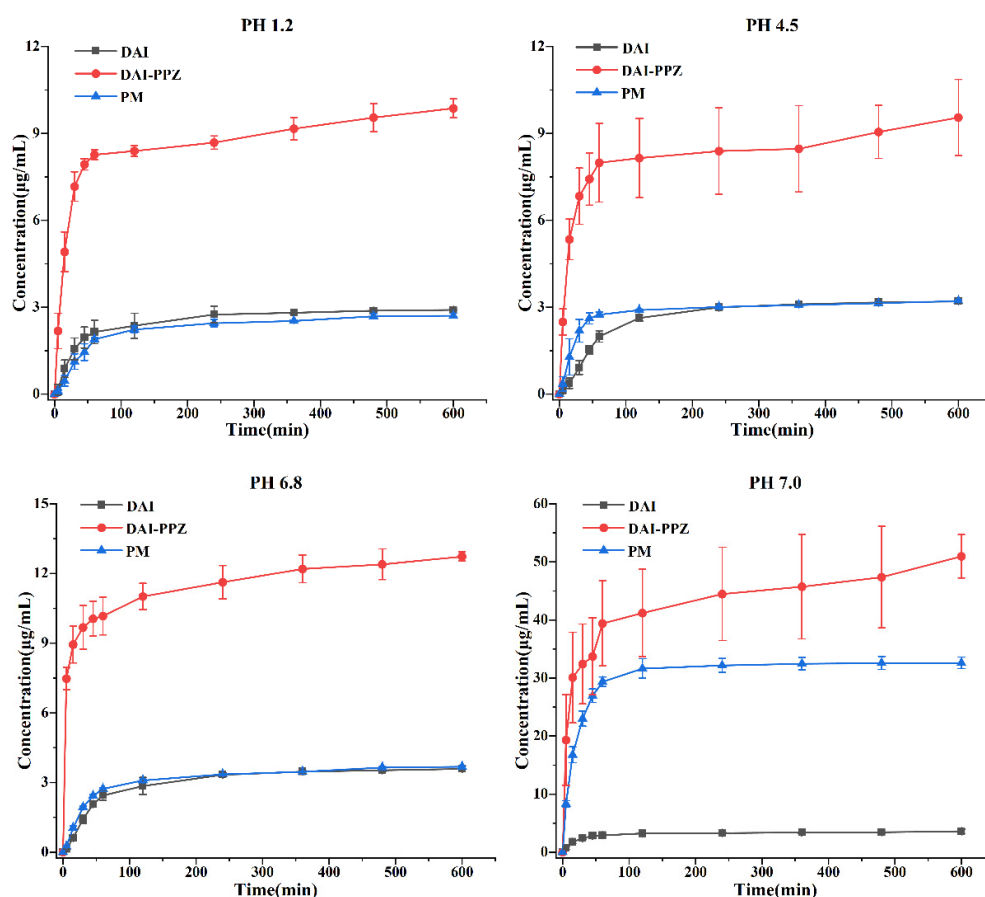 PH 1.2
DAI
DAI-PPZ
PM
12
9
6
3
0
Concentration(μg/mL)
0 100 200 300 400 500 600
Time(min)
PH 4.5
DAI
DAI-PPZ
PM
12
9
6
3
0
Concentration(μg/mL)
0 100 200 300 400 500 600
Time(min)
PH 6.8
DAI
DAI-PPZ
PM
15
12
9
6
3
0
Concentration(μg/mL)
0 100 200 300 400 500 600
Time(min)
PH 7.0
DAI
DAI-PPZ
PM
60
50
40
30
20
10
0
Concentration(μg/mL)
0 100 200 300 400 500 600
Time(min)